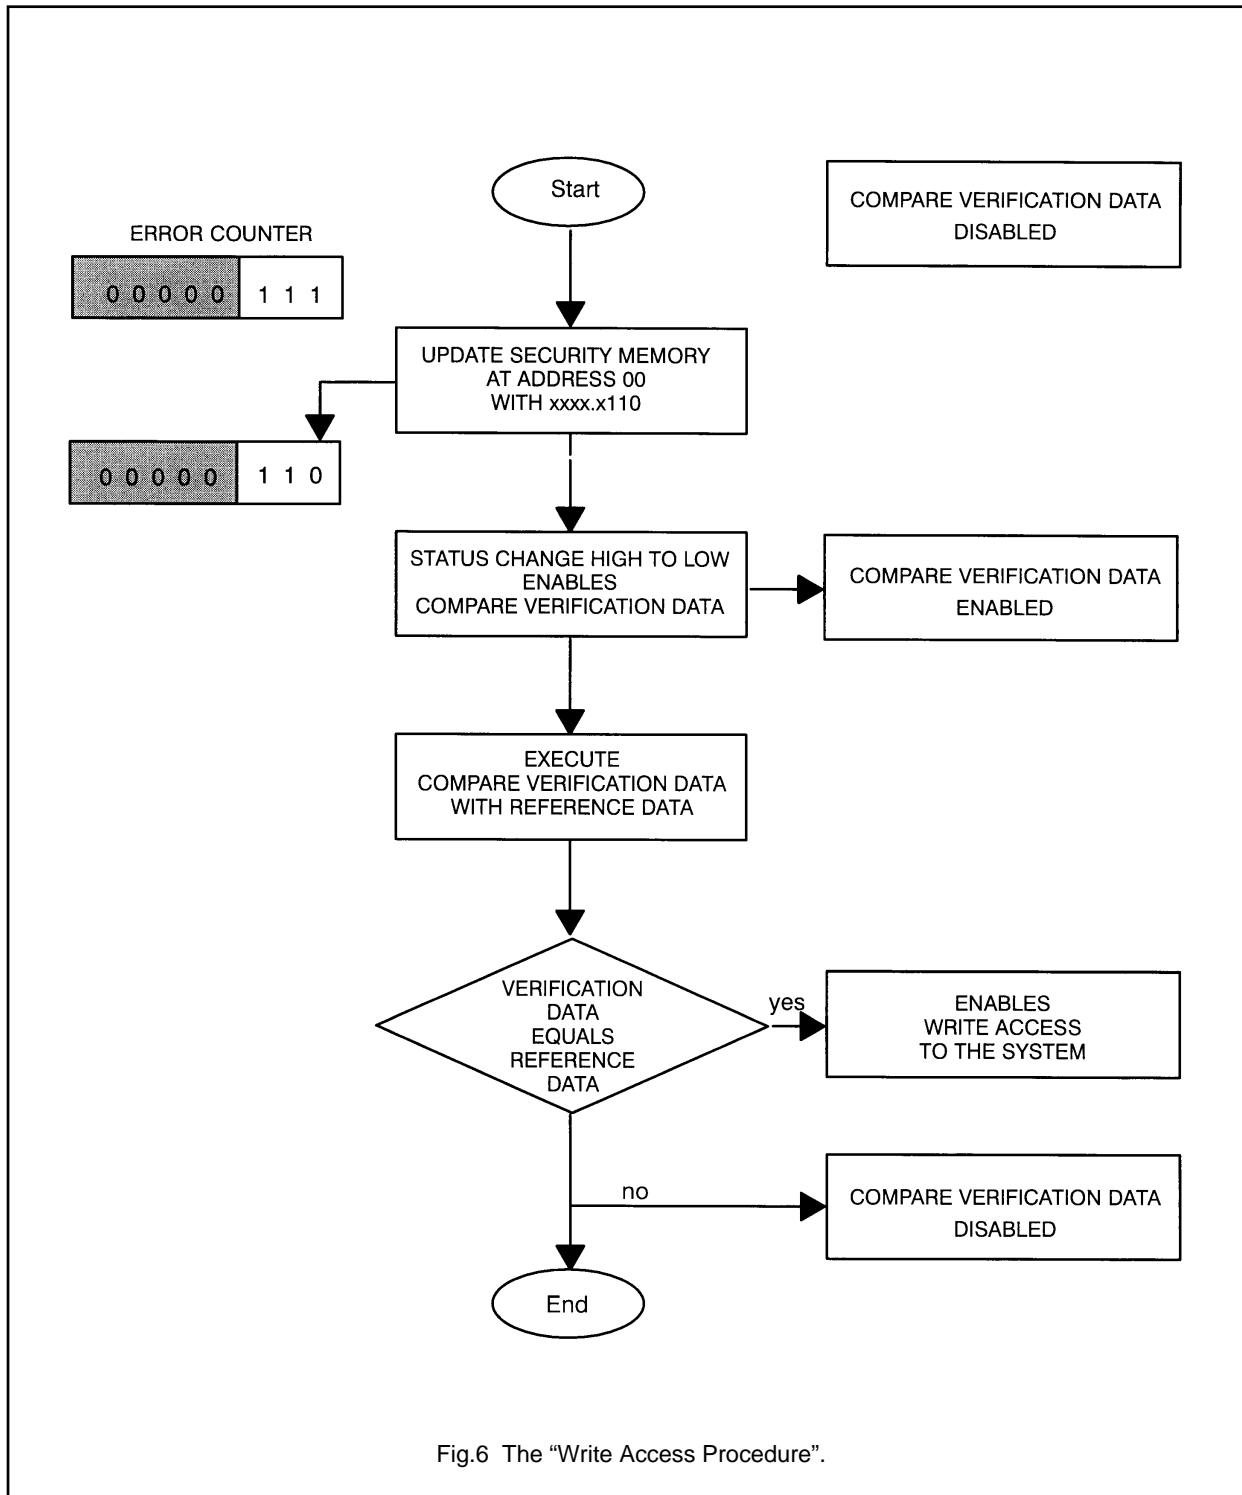 Start
COMPARE VERIFICATION DATA
DISABLED
ERROR COUNTER
0 0 0 0 0 1 1 1
UPDATE SECURITY MEMORY
AT ADDRESS 00
WITH xxxx.x110
0 0 0 0 0 1 1 0
STATUS CHANGE HIGH TO LOW
ENABLES
COMPARE VERIFICATION DATA
COMPARE VERIFICATION DATA
ENABLED
EXECUTE
COMPARE VERIFICATION DATA
WITH REFERENCE DATA
VERIFICATION
DATA
EQUALS
REFERENCE
DATA
yes
ENABLES
WRITE ACCESS
TO THE SYSTEM
no
COMPARE VERIFICATION DATA
DISABLED
End
Fig.6 The “Write Access Procedure”.